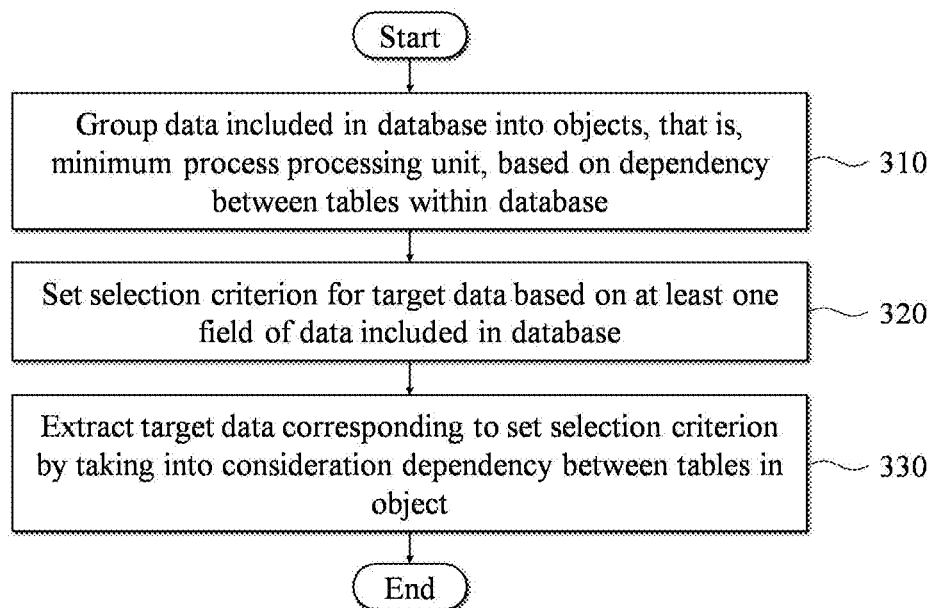 Start
Group data included in database into objects, that is,
minimum process processing unit, based on dependency
between tables within database
310
Set selection criterion for target data based on at least one
field of data included in database
320
Extract target data corresponding to set selection criterion
by taking into consideration dependency between tables in
object
330
End